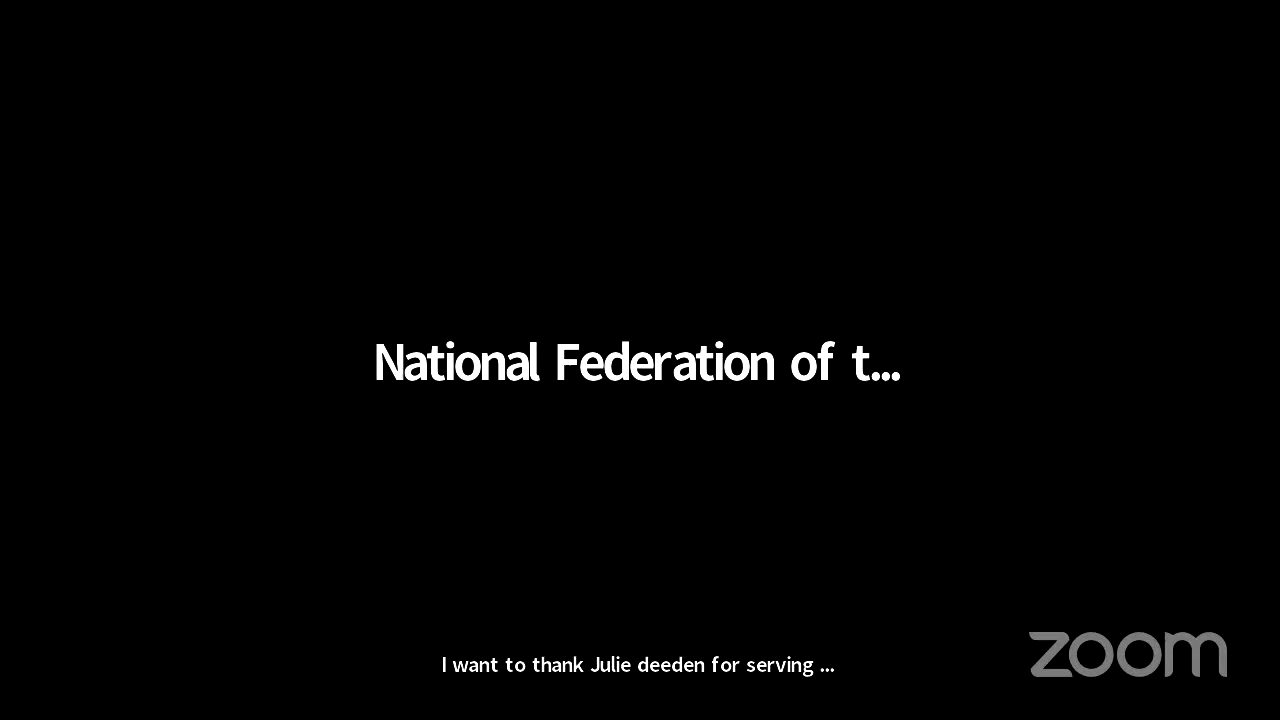 National Federation of t...
I want to thank Julie deeden for serving ...
zoom